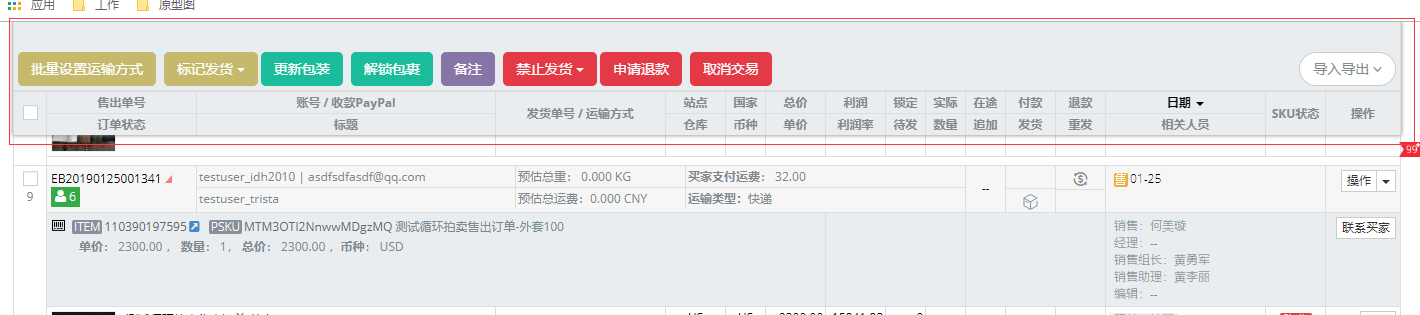 应用 工作 原型图
批量设置运输方式 标记发货 更新包装 解锁包裹 备注 禁止发货 申请退款 取消交易 导入导出
售出单号 账号 / 收款PayPal 发货单号 / 运输方式 站点 国家 总价 利润 锁定 实际 在途 付款 退款 日期 SKU状态 操作
订单状态 标题 仓库 币种 单价 利润率 待发 数量 追加 发货 重发 相关人员
99
EB20190125001341 testuser_idh2010 | asdfsdfasdf@qq.com 预估总重： 0.000 KG 买家支付运费： 32.00 -- 01-25 操作
9 6 testuser_trista 预估总运费：0.000 CNY 运输类型：快递
ITEM 110390197595 PSKU MTM3OTI2NnwwMDgzMQ 测试循环拍卖售出订单-外套100
单价： 2300.00 ， 数量： 1， 总价： 2300.00 ，币种： USD
销售：何美璇
经理：--
销售组长：黄勇军
销售助理：黄李丽
编辑：--
联系买家